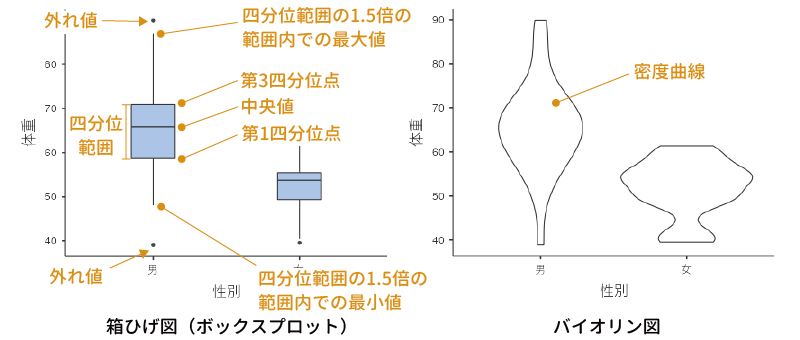 外れ値
四分位範囲の1.5倍の
範囲内での最大値
80
70
60
50
40
体重
第3四分位点
中央値
第1四分位点
四分位
範囲
外れ値
男
性別
四分位範囲の1.5倍の
範囲内での最小値
箱ひげ図（ボックスプロット）
90
80
70
60
50
40
体重
密度曲線
男
女
性別
バイオリン図